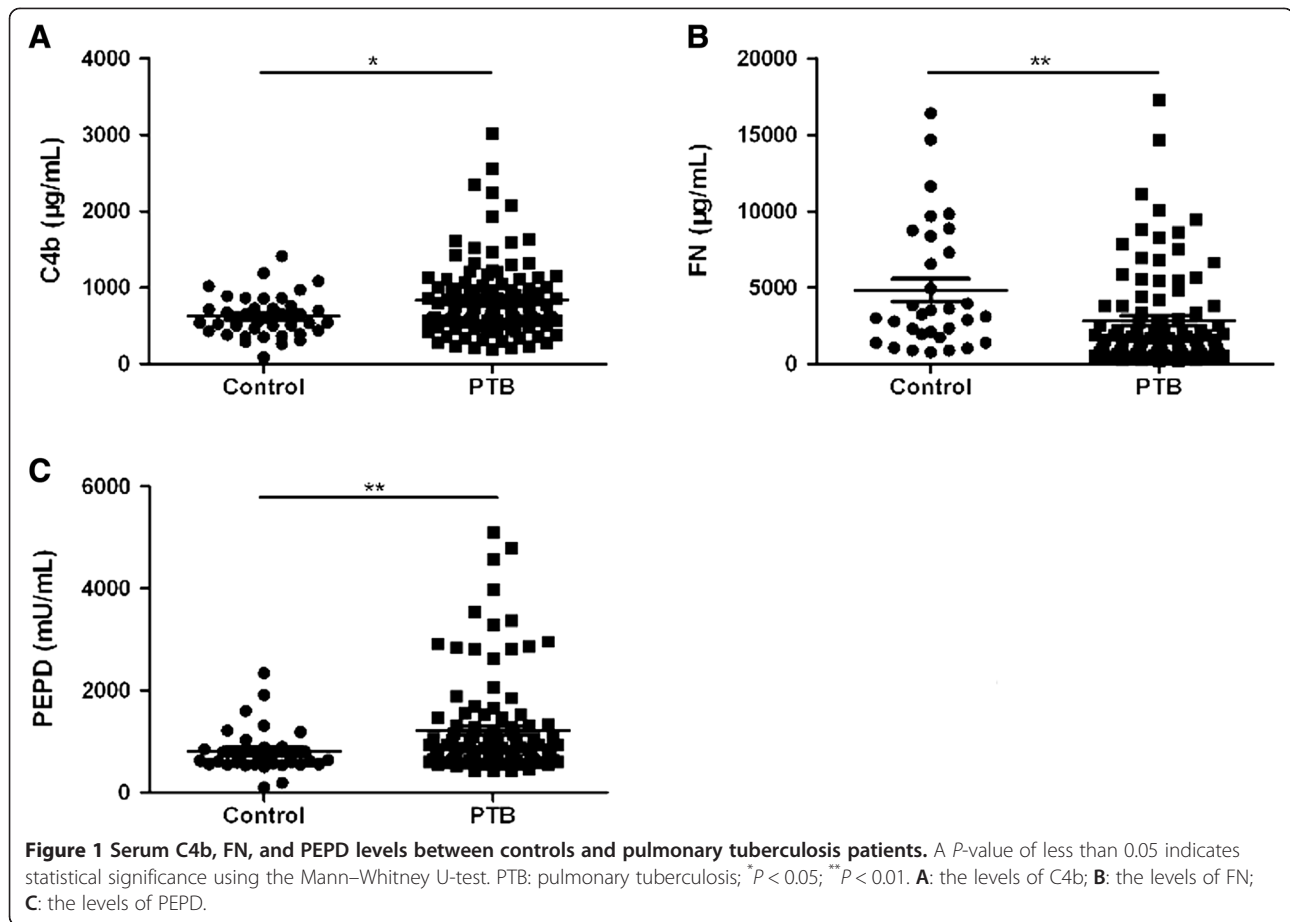 A
4000
3000
2000
1000
0
C4b (µg/mL)
*
Control PTB
B
20000
15000
10000
5000
0
FN (µg/mL)
**
Control PTB
C
6000
4000
2000
0
PEPD (mU/mL)
**
Control PTB
Figure 1 Serum C4b, FN, and PEPD levels between controls and pulmonary tuberculosis patients. A P-value of less than 0.05 indicates
statistical significance using the Mann–Whitney U-test. PTB: pulmonary tuberculosis; *P < 0.05; **P < 0.01. A: the levels of C4b; B: the levels of FN;
C: the levels of PEPD.